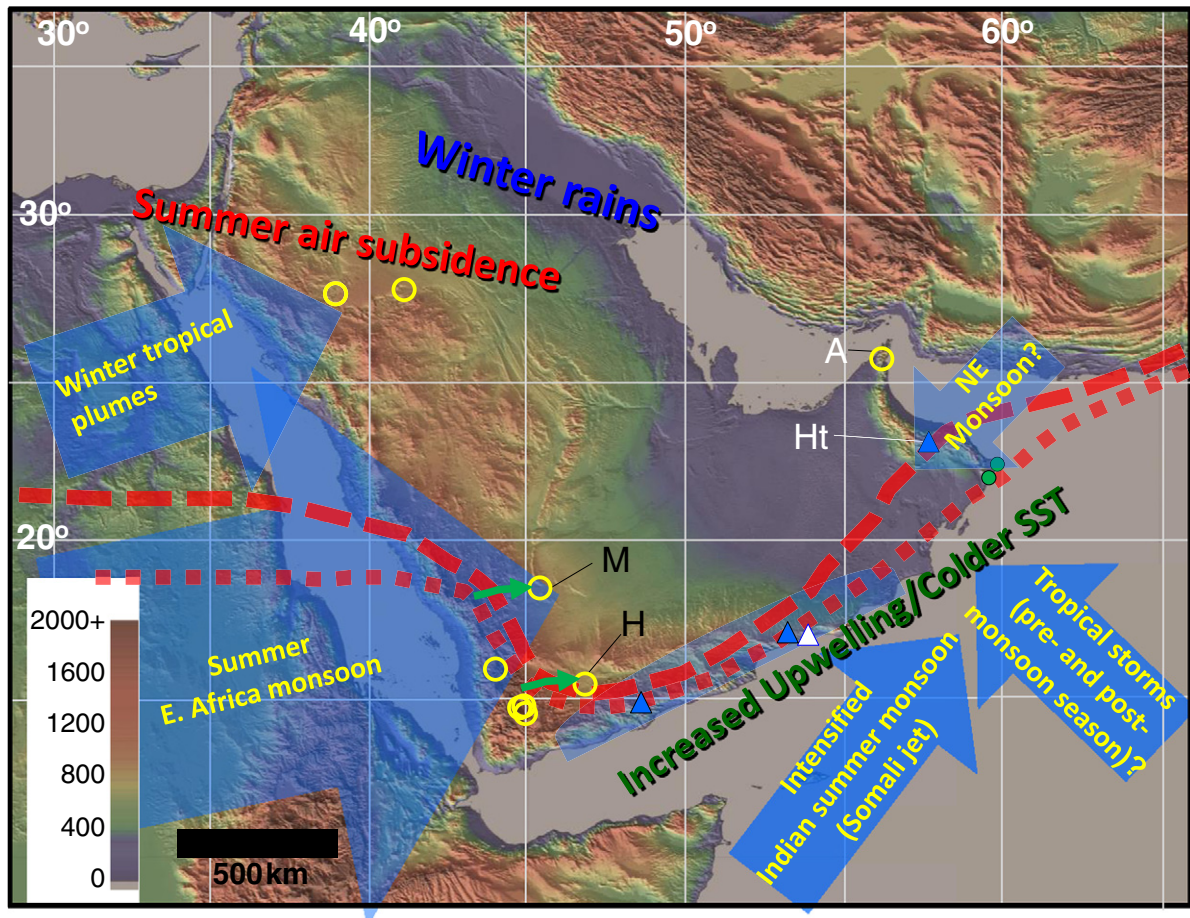 30º 40º 50º 60º
Winter rains
30º
Summer air subsidence
A
NE
Monsoon?
Winter tropical
plumes
Ht
20º
M
Increased Upwelling/Colder SST
H
Tropical storms
(pre- and post-
monsoon season)?
Summer
E. Africa monsoon
Intensified
Indian summer monsoon
(Somali jet)
2000+
1600
1200
800
400
0
500 km